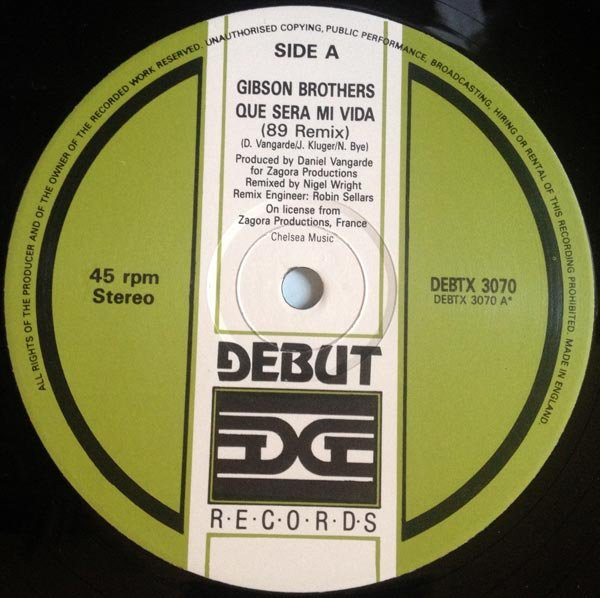 ALL RIGHTS OF THE PRODUCER AND OF THE OWNER OF THE RECORDED WORK RESERVED. UNAUTHORISED COPYING, PUBLIC PERFORMANCE, BROADCASTING, HIRING OR RENTAL OF THIS RECORDING PROHIBITED. MADE IN ENGLAND.
SIDE A
GIBSON BROTHERS
QUE SERA MI VIDA
(89 Remix)
(D. Vangarde/J. Kluger/N. Bye)
Produced by Daniel Vangarde
for Zagora Productions
Remixed by Nigel Wright
Remix Engineer: Robin Sellars
On license from
Zagora Productions, France
Chelsea Music
45 rpm
Stereo
DEBTX 3070
DEBTX 3070 A*
DEBUT
R·E·C·O·R·D·S